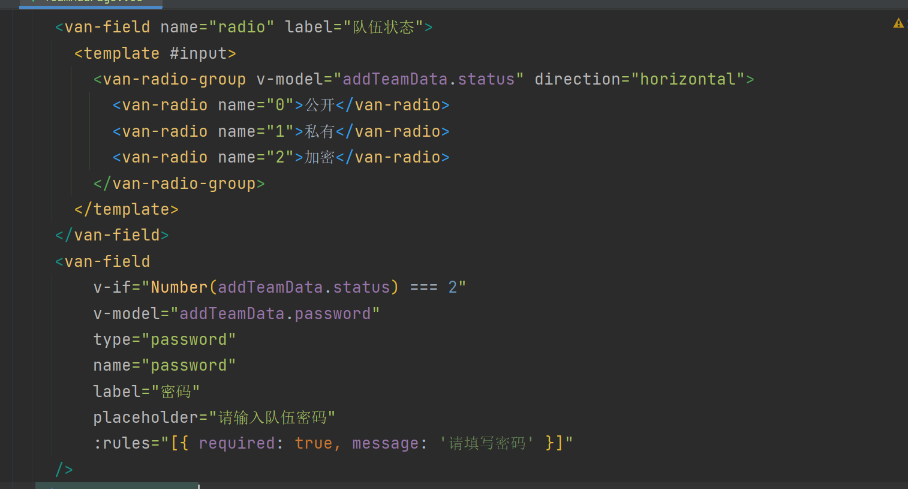 <van-field name="radio" label="队伍状态">
<template #input>
<van-radio-group v-model="addTeamData.status" direction="horizontal">
<van-radio name="0">公开</van-radio>
<van-radio name="1">私有</van-radio>
<van-radio name="2">加密</van-radio>
</van-radio-group>
</template>
</van-field>
<van-field
v-if="Number(addTeamData.status) === 2"
v-model="addTeamData.password"
type="password"
name="password"
label="密码"
placeholder="请输入队伍密码"
:rules="[{ required: true, message: '请填写密码' }]"
/>